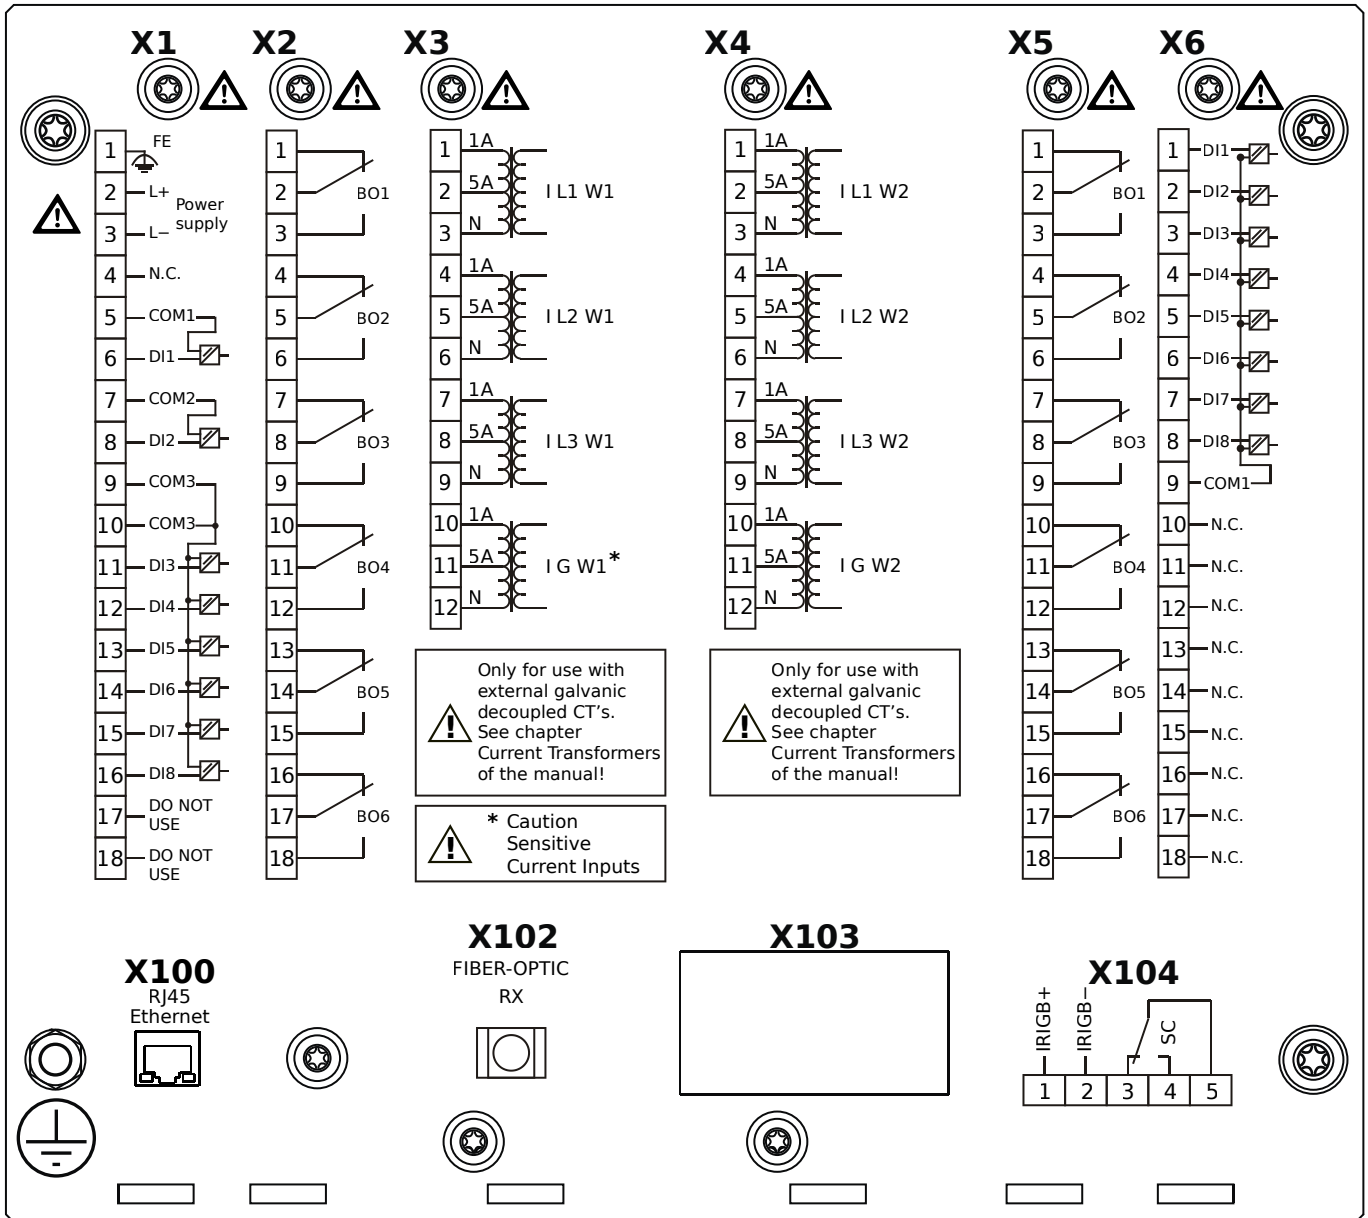 X1
X2
X3
X4
X5
X6
1 FE
2 L+
Power
supply
3 L−
4 N.C.
5 COM1
6 DI1
7 COM2
8 DI2
9 COM3
10 COM3
11 DI3
12 DI4
13 DI5
14 DI6
15 DI7
16 DI8
17 DO NOT
USE
18 DO NOT
USE
1
2 BO1
3
4
5 BO2
6
7
8 BO3
9
10
11 BO4
12
13
14 BO5
15
16
17 BO6
18
1 1A
2 5A I L1 W1
3 N
4 1A
5 5A I L2 W1
6 N
7 1A
8 5A I L3 W1
9 N
10 1A
11 5A I G W1*
12 N
Only for use with
external galvanic
decoupled CT's.
See chapter
Current Transformers
of the manual!
* Caution
Sensitive
Current Inputs
1 1A
2 5A I L1 W2
3 N
4 1A
5 5A I L2 W2
6 N
7 1A
8 5A I L3 W2
9 N
10 1A
11 5A I G W2
12 N
Only for use with
external galvanic
decoupled CT's.
See chapter
Current Transformers
of the manual!
1
2 BO1
3
4
5 BO2
6
7
8 BO3
9
10
11 BO4
12
13
14 BO5
15
16
17 BO6
18
1 DI1
2 DI2
3 DI3
4 DI4
5 DI5
6 DI6
7 DI7
8 DI8
9 COM1
10 N.C.
11 N.C.
12 N.C.
13 N.C.
14 N.C.
15 N.C.
16 N.C.
17 N.C.
18 N.C.
X100
RJ45
Ethernet
X102
FIBER-OPTIC
RX
X103
X104
IRIGB+
IRIGB−
SC
1 2 3 4 5